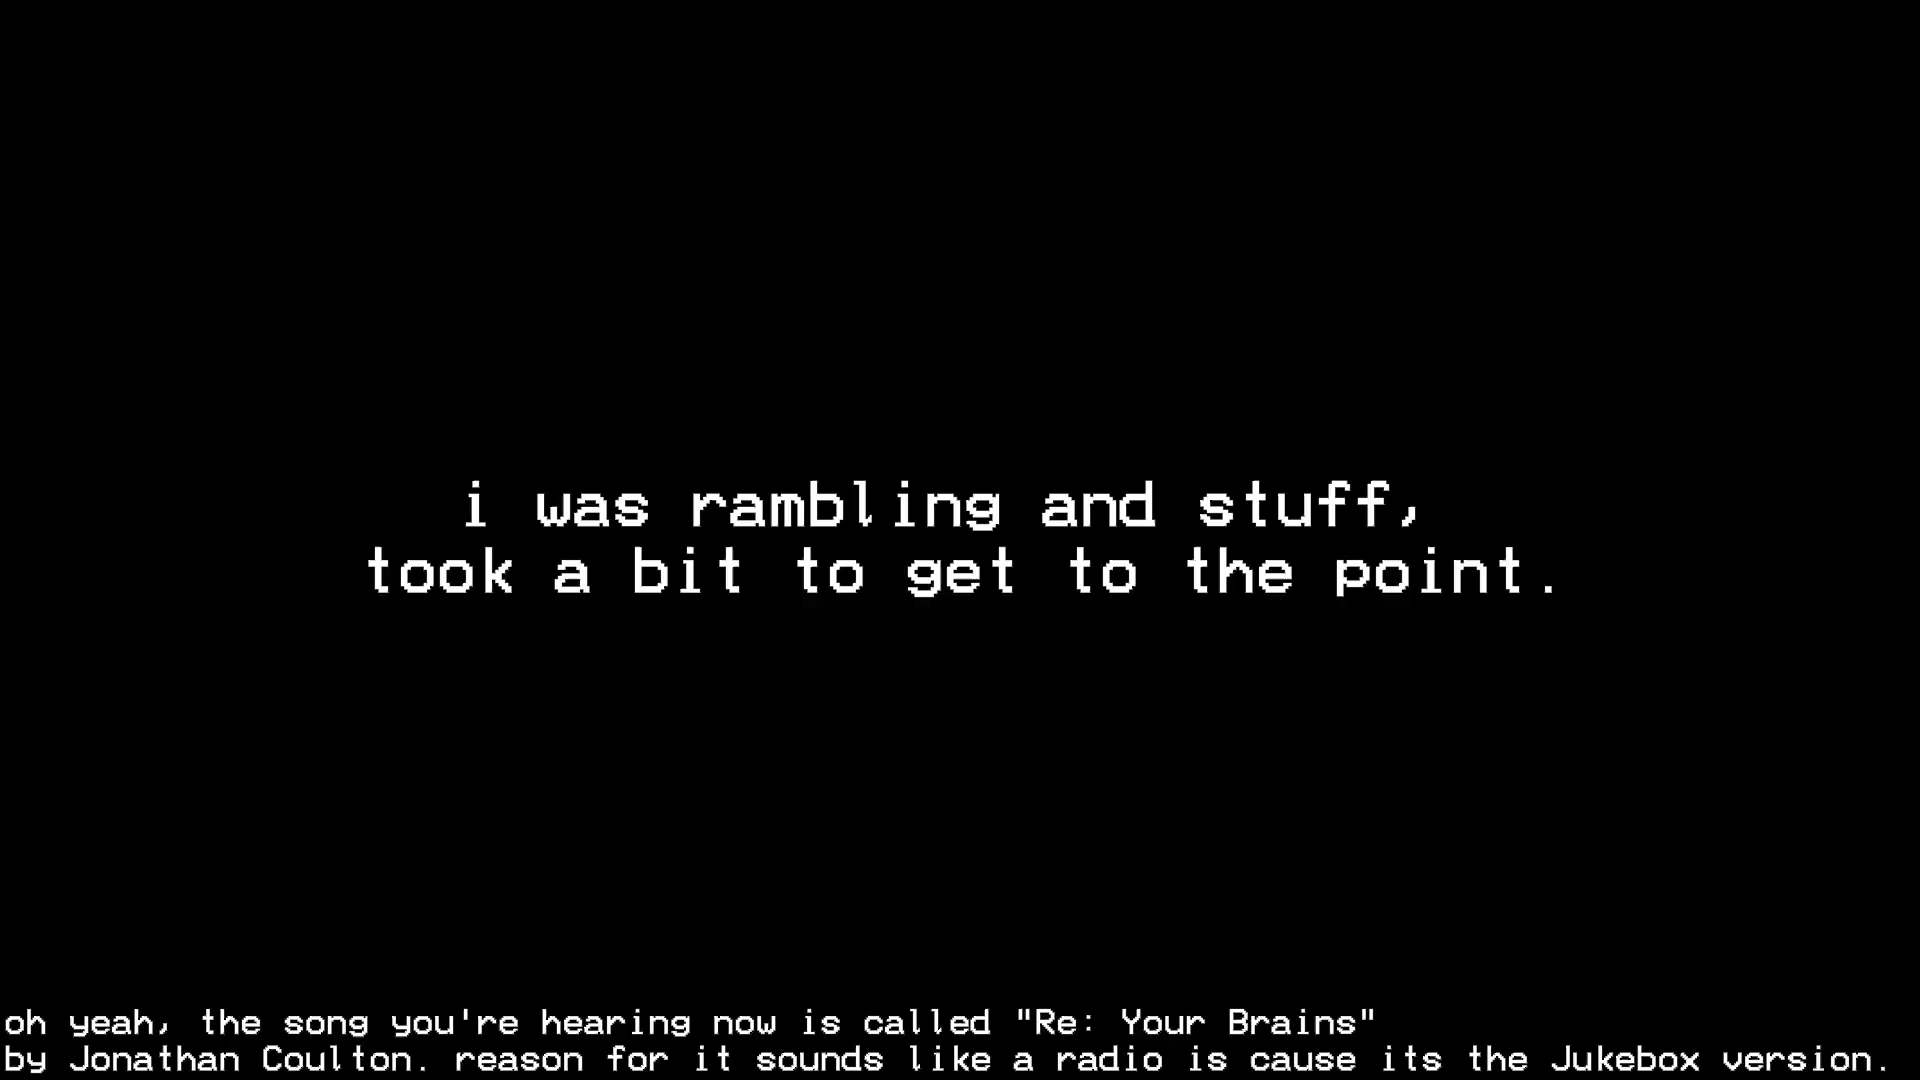 i was rambling and stuff,
took a bit to get to the point.
oh yeah, the song you're hearing now is called "Re: Your Brains"
by Jonathan Coulton. reason for it sounds like a radio is cause its the Jukebox version.